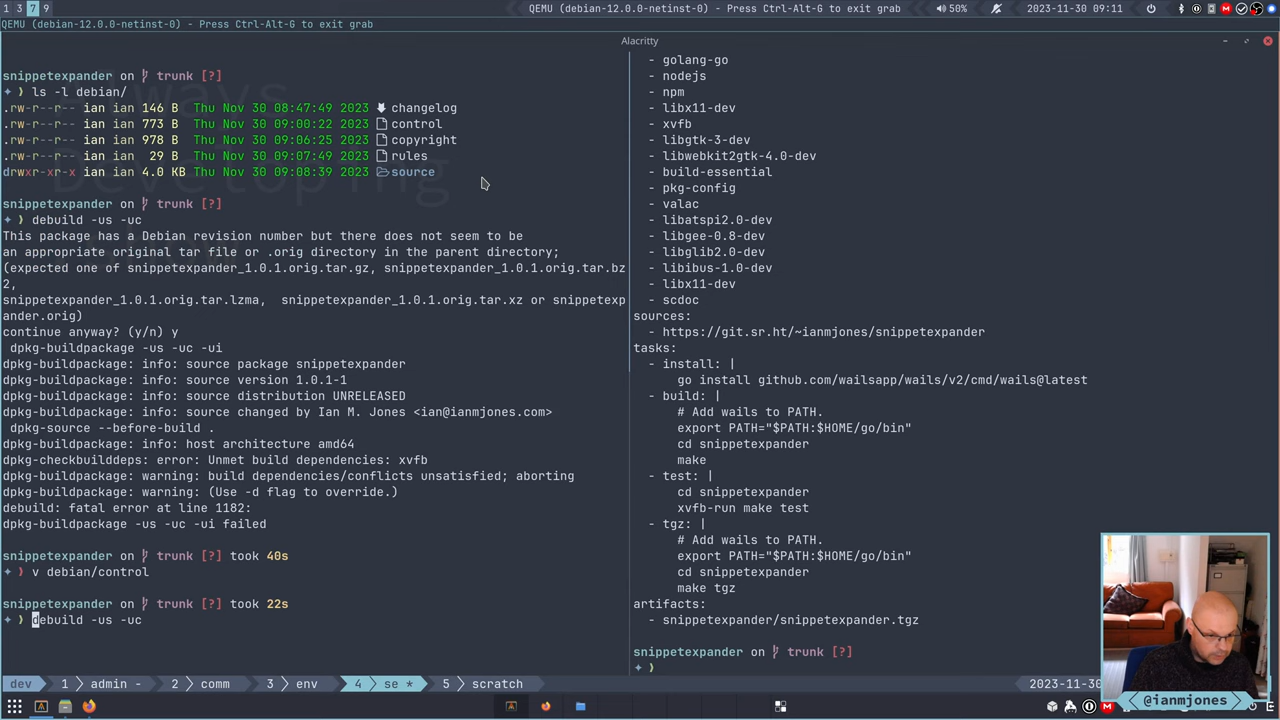 1 3 7 9
QEMU (debian-12.0.0-netinst-0) - Press Ctrl-Alt-G to exit grab
50%
2023-11-30 09:11
QEMU (debian-12.0.0-netinst-0) - Press Ctrl-Alt-G to exit grab
Alacritty
snippetexpander on trunk [?]
❯ ls -l debian/
.rw-r--r-- ian ian 146 B Thu Nov 30 08:47:49 2023 changelog
.rw-r--r-- ian ian 773 B Thu Nov 30 09:00:22 2023 control
.rw-r--r-- ian ian 978 B Thu Nov 30 09:06:25 2023 copyright
.rw-r--r-- ian ian 29 B Thu Nov 30 09:07:49 2023 rules
drwxr-xr-x ian ian 4.0 KB Thu Nov 30 09:08:39 2023 source
snippetexpander on trunk [?]
❯ debuild -us -uc
This package has a Debian revision number but there does not seem to be
an appropriate original tar file or .orig directory in the parent directory;
(expected one of snippetexpander_1.0.1.orig.tar.gz, snippetexpander_1.0.1.orig.tar.bz
2,
snippetexpander_1.0.1.orig.tar.lzma,  snippetexpander_1.0.1.orig.tar.xz or snippetexp
ander.orig)
continue anyway? (y/n) y
dpkg-buildpackage -us -uc -ui
dpkg-buildpackage: info: source package snippetexpander
dpkg-buildpackage: info: source version 1.0.1-1
dpkg-buildpackage: info: source distribution UNRELEASED
dpkg-buildpackage: info: source changed by Ian M. Jones <ian@ianmjones.com>
dpkg-source --before-build .
dpkg-buildpackage: info: host architecture amd64
dpkg-checkbuilddeps: error: Unmet build dependencies: xvfb
dpkg-buildpackage: warning: build dependencies/conflicts unsatisfied; aborting
dpkg-buildpackage: warning: (Use -d flag to override.)
debuild: fatal error at line 1182:
dpkg-buildpackage -us -uc -ui failed
snippetexpander on trunk [?] took 40s
❯ v debian/control
snippetexpander on trunk [?] took 22s
❯ debuild -us -uc
- golang-go
- nodejs
- npm
- libx11-dev
- xvfb
- libgtk-3-dev
- libwebkit2gtk-4.0-dev
- build-essential
- pkg-config
- valac
- libatspi2.0-dev
- libgee-0.8-dev
- libglib2.0-dev
- libibus-1.0-dev
- libx11-dev
- scdoc
sources:
- https://git.sr.ht/~ianmjones/snippetexpander
tasks:
- install: |
go install github.com/wailsapp/wails/v2/cmd/wails@latest
- build: |
# Add wails to PATH.
export PATH="$PATH:$HOME/go/bin"
cd snippetexpander
make
- test: |
cd snippetexpander
xvfb-run make test
- tgz: |
# Add wails to PATH.
export PATH="$PATH:$HOME/go/bin"
cd snippetexpander
make tgz
artifacts:
- snippetexpander/snippetexpander.tgz
snippetexpander on trunk [?]
❯
dev 1 admin - 2 comm 3 env 4 se * 5 scratch
2023-11-30
@ianmjones